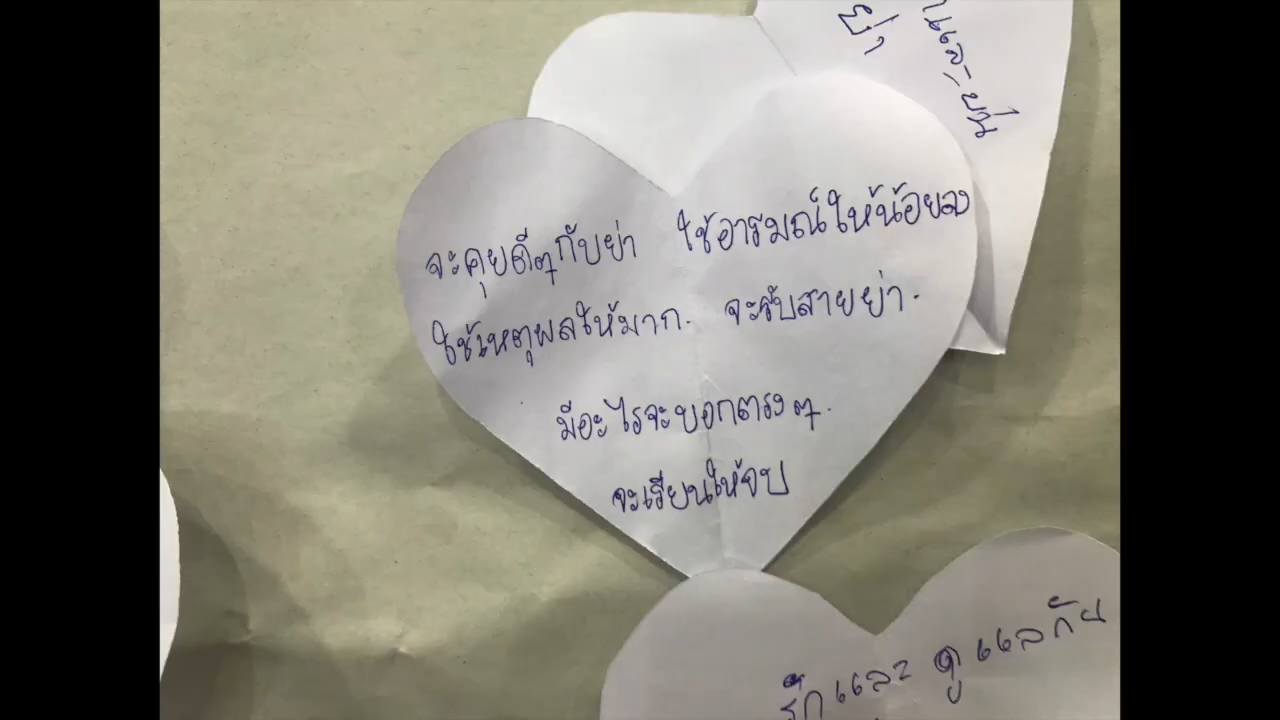 ย่า
จะคุยดีๆกับย่า ใช้อารมณ์ให้น้อยลง
ใช้เหตุผลให้มาก. จะรับสายย่า.
มีอะไรจะบอกตรงๆ.
จะเรียนให้จบ
รักและดูแลกัน